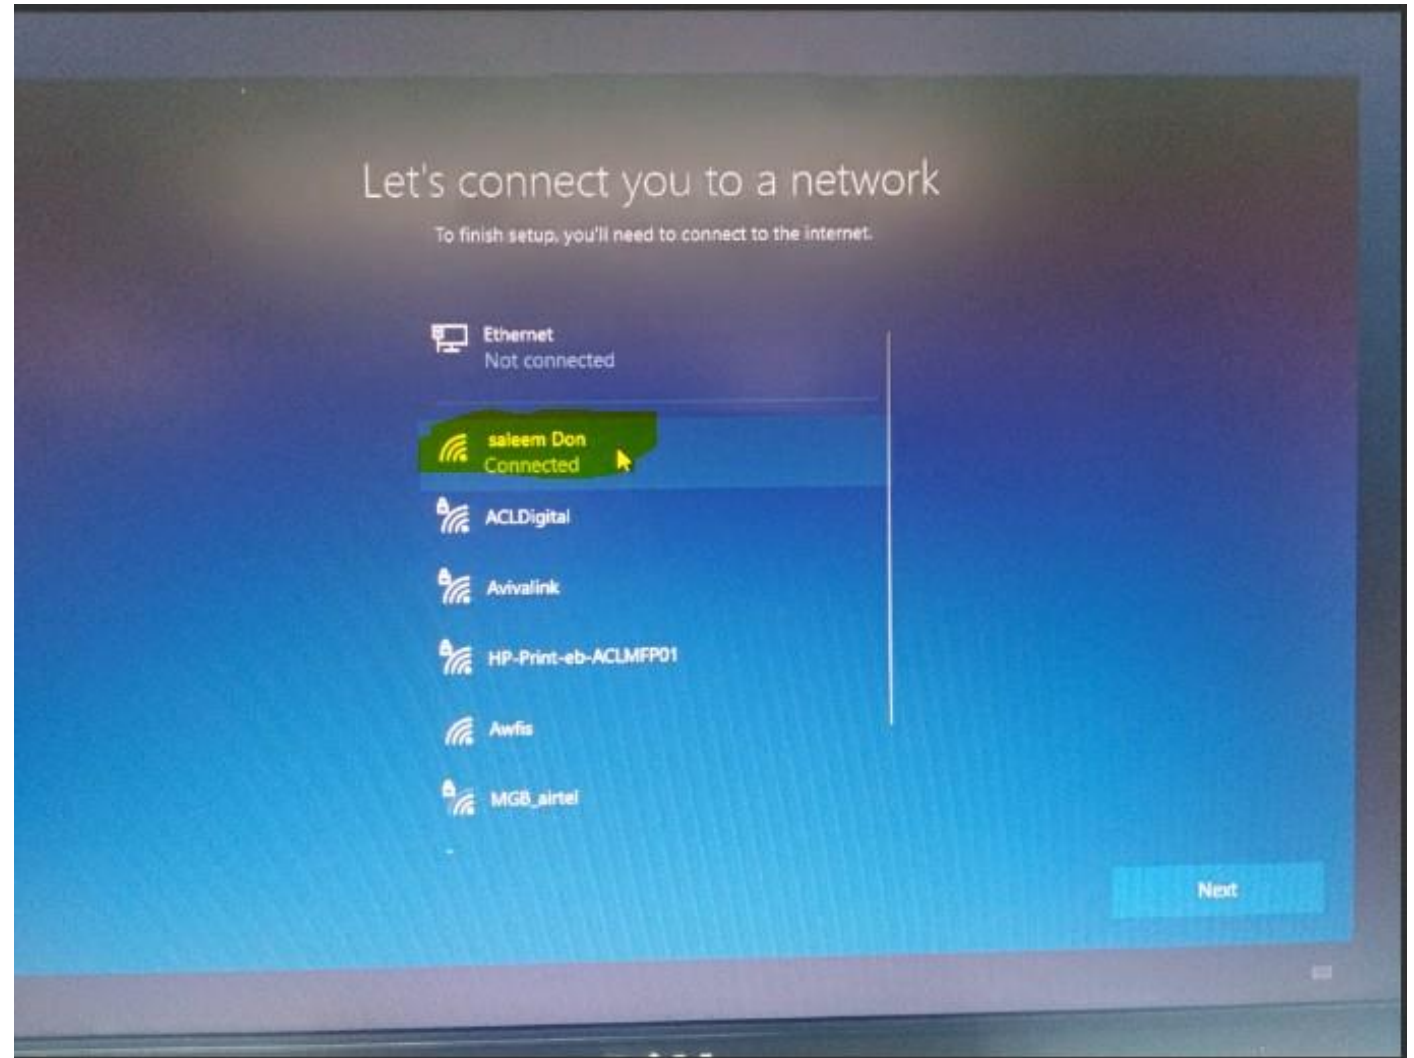 Let's connect you to a network
To finish setup, you'll need to connect to the internet.
Ethernet
Not connected
saleem Don
Connected
ACLDigital
Avivalink
HP-Print-eb-ACLMFP01
Awfis
MGB_airtel
Next